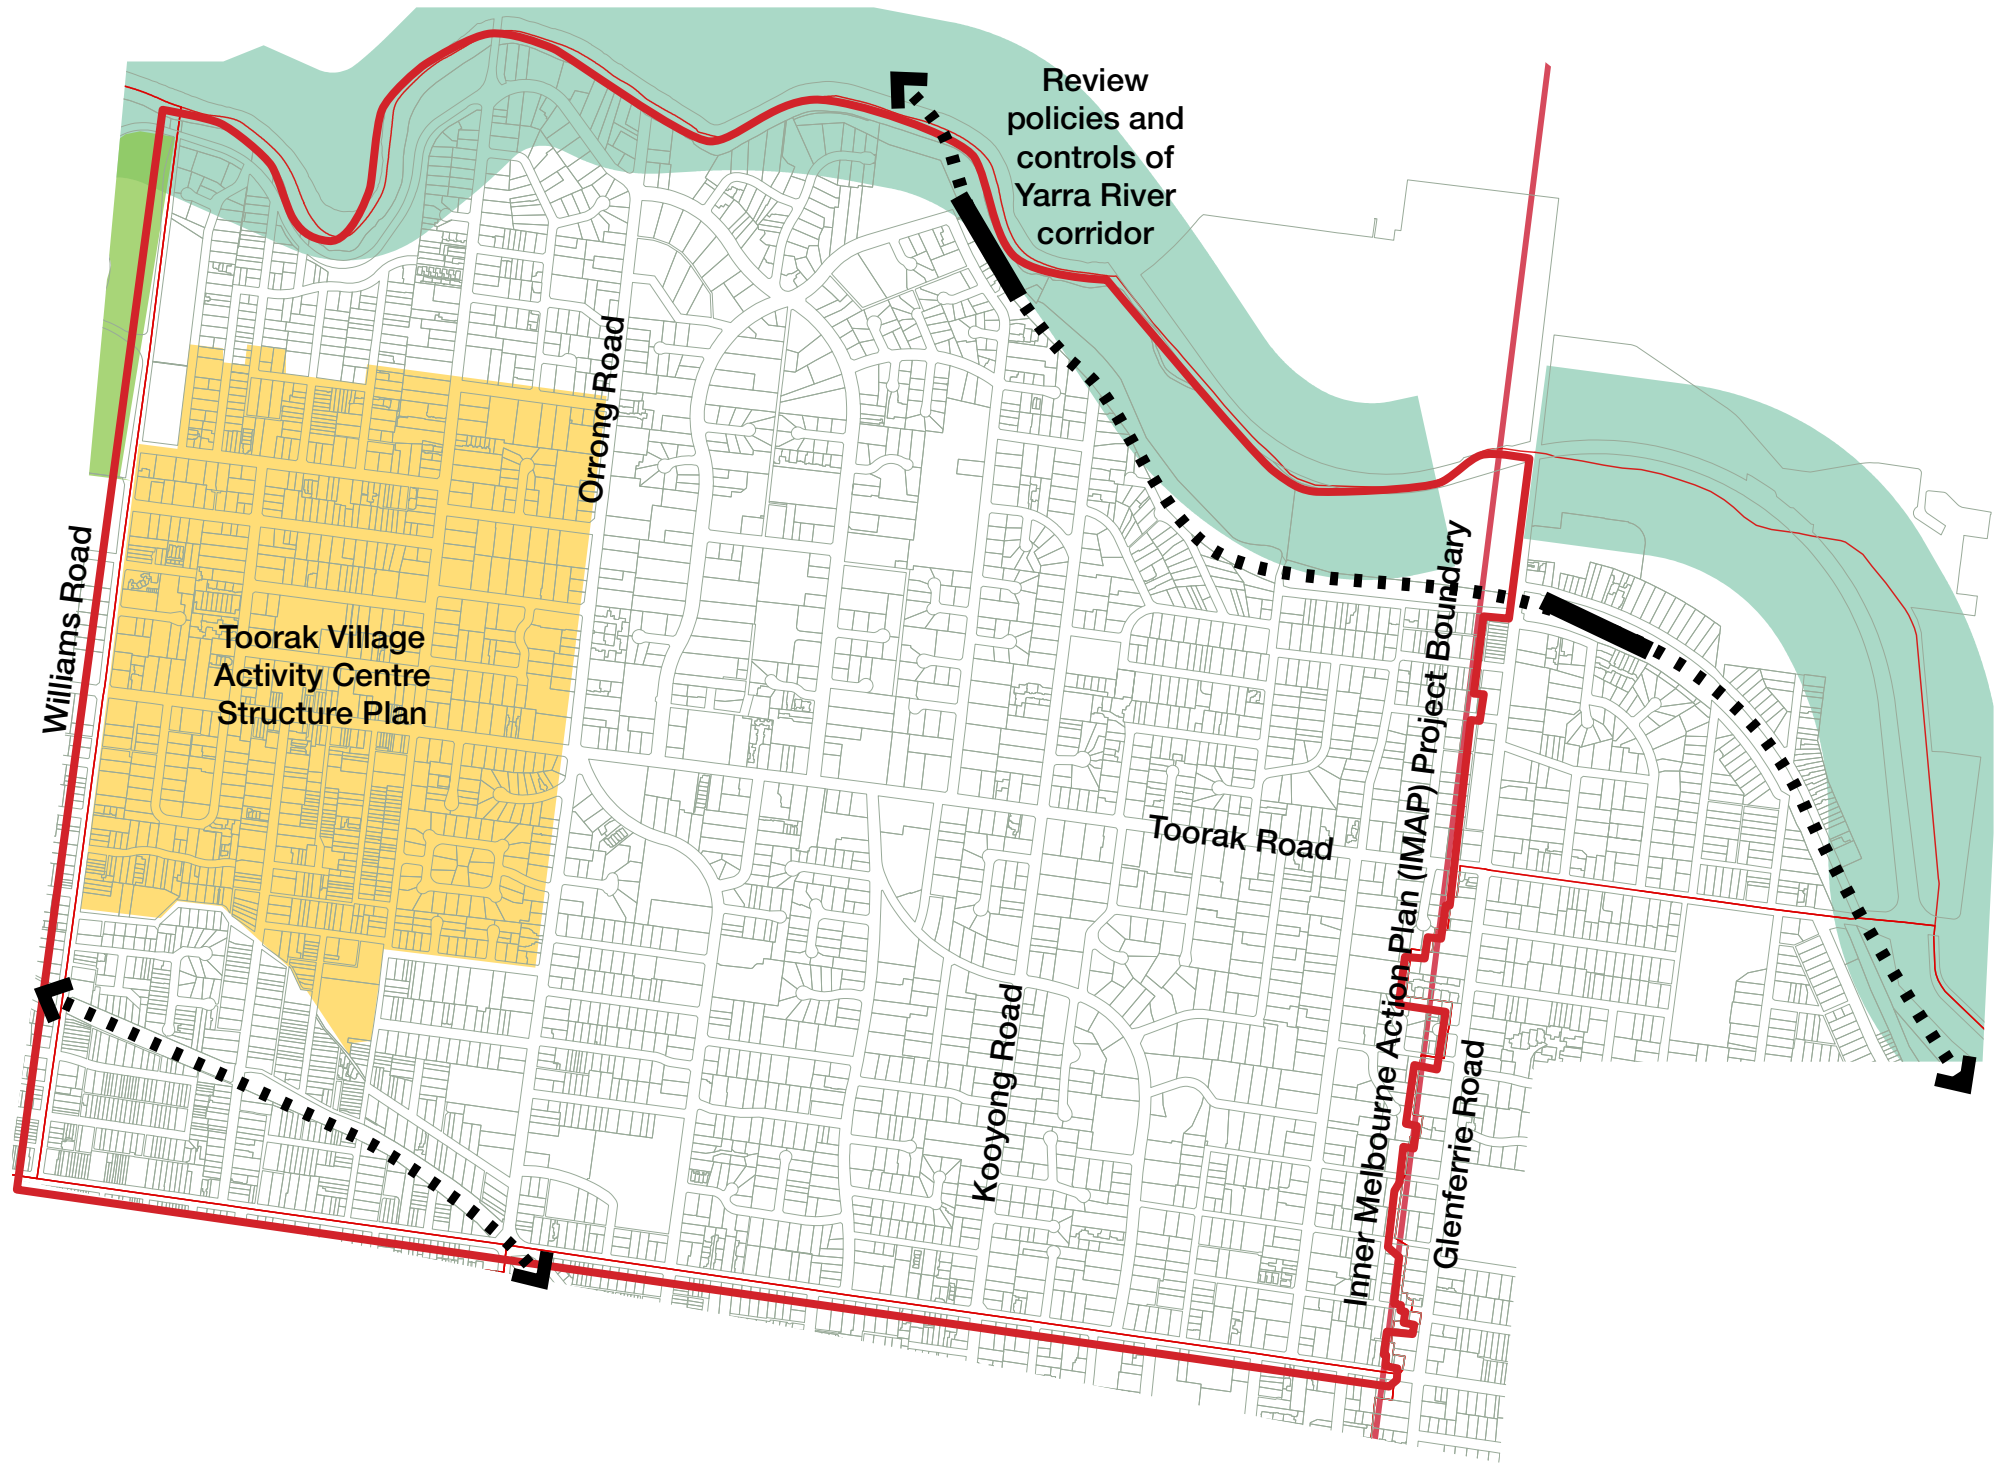 Review
policies and
controls of
Yarra River
corridor
Orrong Road
Williams Road
Toorak Village
Activity Centre
Structure Plan
Toorak Road
Inner Melbourne Action Plan (IMAP) Project Boundary
Kooyong Road
Glenferrie Road